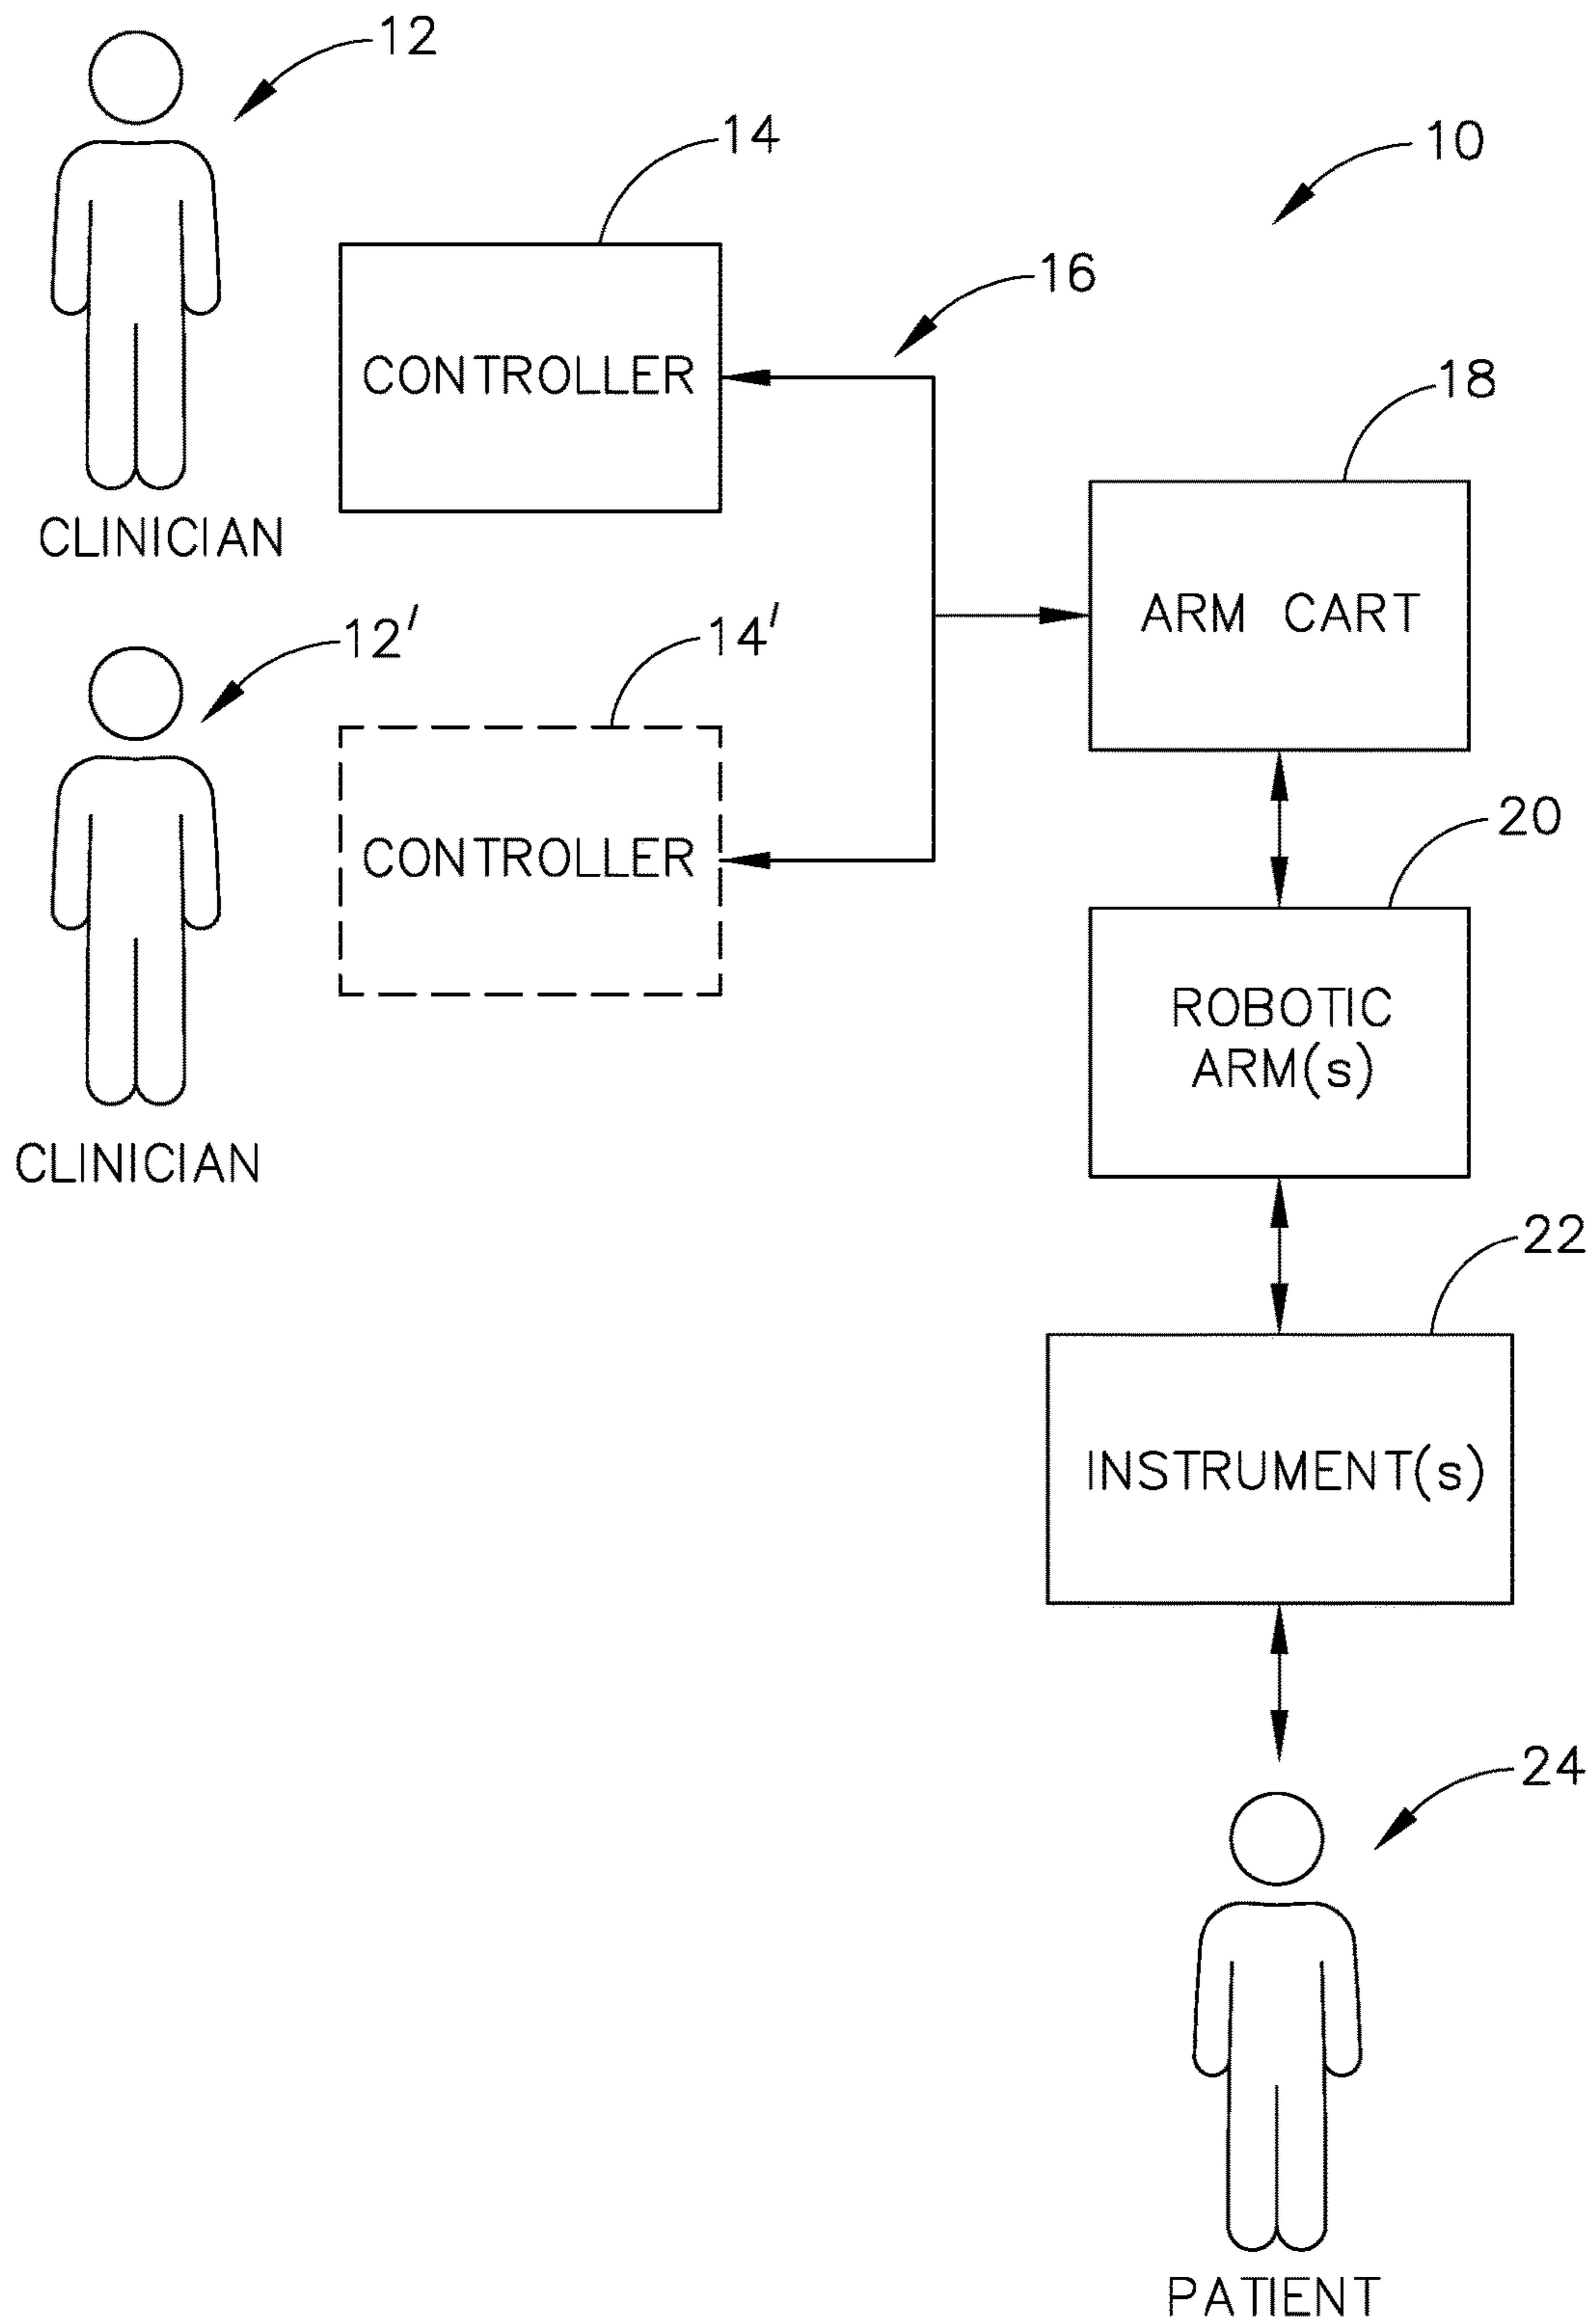 12
14
10
16
CONTROLLER
18
CLINICIAN
ARM CART
12'
14'
20
CONTROLLER
ROBOTIC
ARM(s)
CLINICIAN
22
INSTRUMENT(s)
24
PATIENT